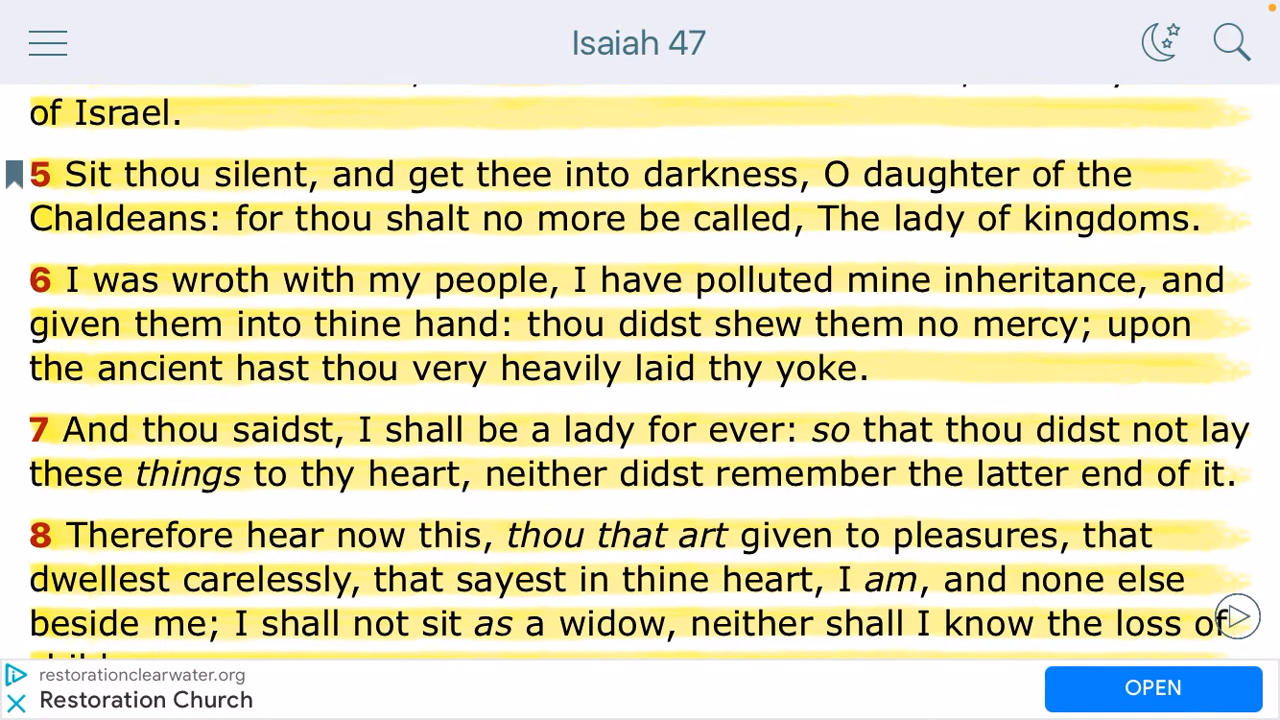 Isaiah 47
of Israel.
5 Sit thou silent, and get thee into darkness, O daughter of the
Chaldeans: for thou shalt no more be called, The lady of kingdoms.
6 I was wroth with my people, I have polluted mine inheritance, and
given them into thine hand: thou didst shew them no mercy; upon
the ancient hast thou very heavily laid thy yoke.
7 And thou saidst, I shall be a lady for ever: so that thou didst not lay
these things to thy heart, neither didst remember the latter end of it.
8 Therefore hear now this, thou that art given to pleasures, that
dwellest carelessly, that sayest in thine heart, I am, and none else
beside me; I shall not sit as a widow, neither shall I know the loss of
restorationclearwater.org
Restoration Church
OPEN